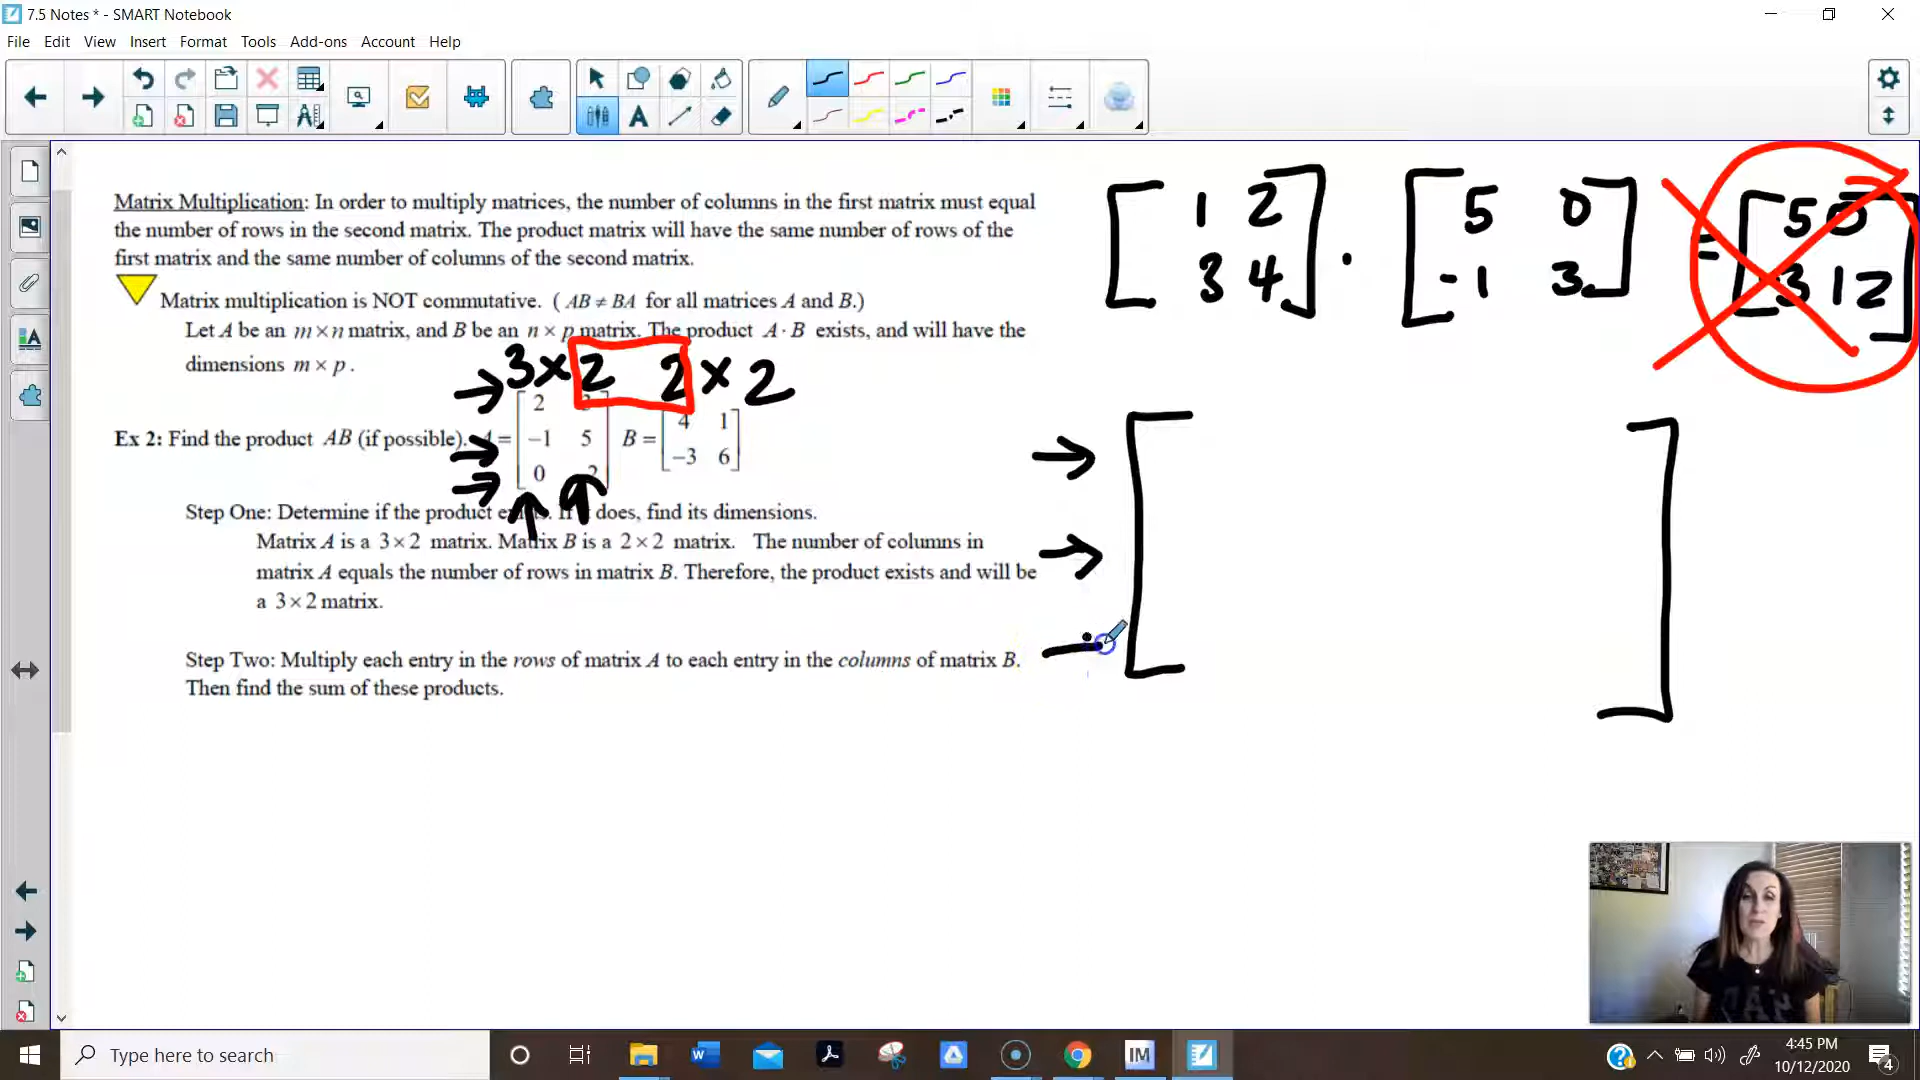 7.5 Notes * - SMART Notebook
File Edit View Insert Format Tools Add-ons Account Help
Matrix Multiplication: In order to multiply matrices, the number of columns in the first matrix must equal
the number of rows in the second matrix. The product matrix will have the same number of rows of the
first matrix and the same number of columns of the second matrix.
Matrix multiplication is NOT commutative. ( AB ≠ BA for all matrices A and B.)
Let A be an m × n matrix, and B be an n × p matrix. The product A · B exists, and will have the
dimensions m × p .
3 × 2 2 × 2
2
Ex 2: Find the product AB (if possible). = -1 5 B = 4 1
0 -3 6
Step One: Determine if the product does, find its dimensions.
Matrix A is a 3 × 2 matrix. Matrix B is a 2 × 2 matrix. The number of columns in
matrix A equals the number of rows in matrix B. Therefore, the product exists and will be
a 3 × 2 matrix.
Step Two: Multiply each entry in the rows of matrix A to each entry in the columns of matrix B.
Then find the sum of these products.
[ 1 2 ] · [ 5 0 ] = [ 5 0 ]
[ 3 4 ] [ -1 3 ] [ -3 12 ]
Type here to search
IM
4:45 PM
10/12/2020
4